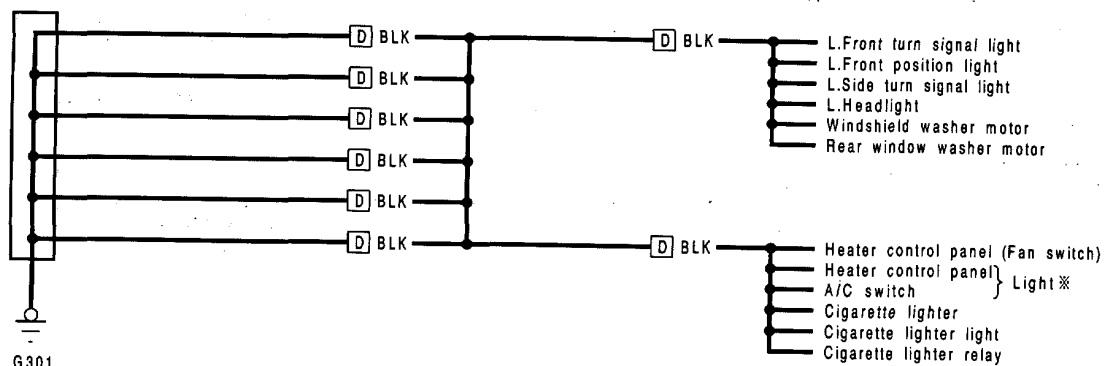 D BLK
D BLK
D BLK
D BLK
D BLK
D BLK
D BLK
L.Front turn signal light
L.Front position light
L.Side turn signal light
L.Headlight
Windshield washer motor
Rear window washer motor
D BLK
Heater control panel (Fan switch)
Heater control panel } Light※
A/C switch
Cigarette lighter
Cigarette lighter light
Cigarette lighter relay
G301